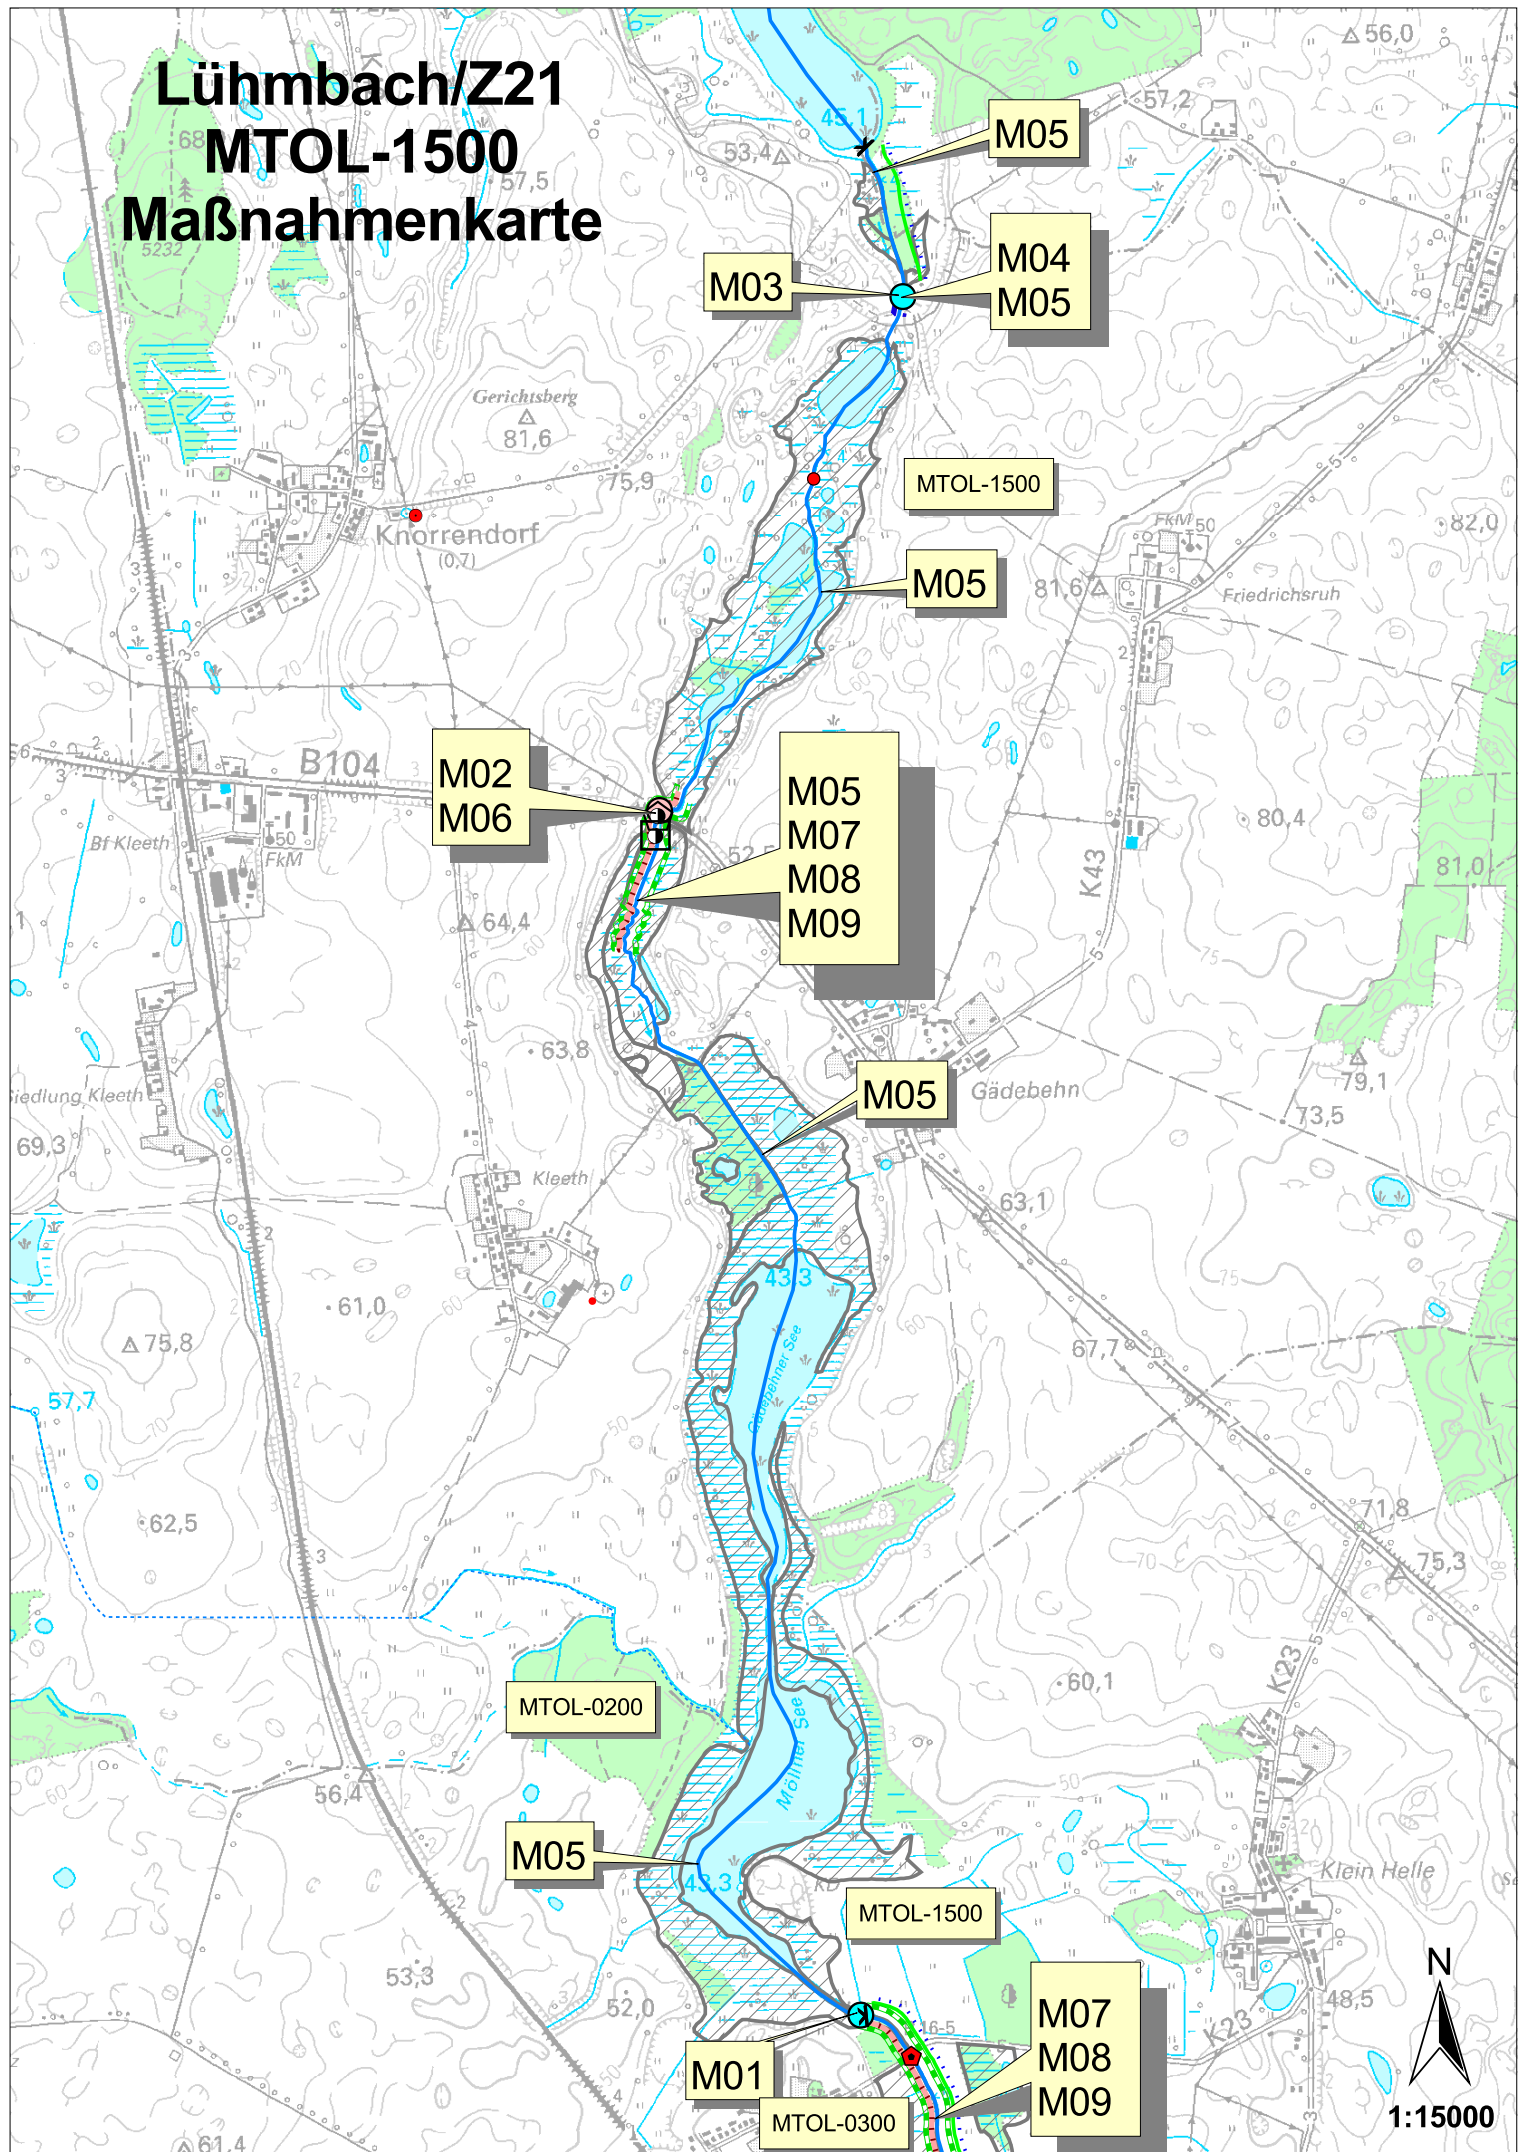 Lühmbach/Z21
MTOL-1500
Maßnahmenkarte
56,0
57,2
45,1
M05
53,4
57,5
5232
M04
M05
M03
Gerichtsberg
81,6
75,9
MTOL-1500
Knorrendorf
(0,7)
FkM 50
82,0
M05
81,6
Friedrichsruh
B104
M02
M06
M05
M07
M08
M09
Bf Kleeth
50
FkM
80,4
81,0
K43
64,4
63,8
79,1
Gädebehn
M05
73,5
Siedlung Kleeth
69,3
Kleeth
63,1
43,3
61,0
75,8
67,7
Gädebehner See
57,7
62,5
71,8
75,3
K23
60,1
MTOL-0200
Möllner See
56,4
M05
43,3
Klein Helle
MTOL-1500
53,3
52,0
N
48,5
K23
M07
M08
M09
M01
MTOL-0300
1:15000
61,4